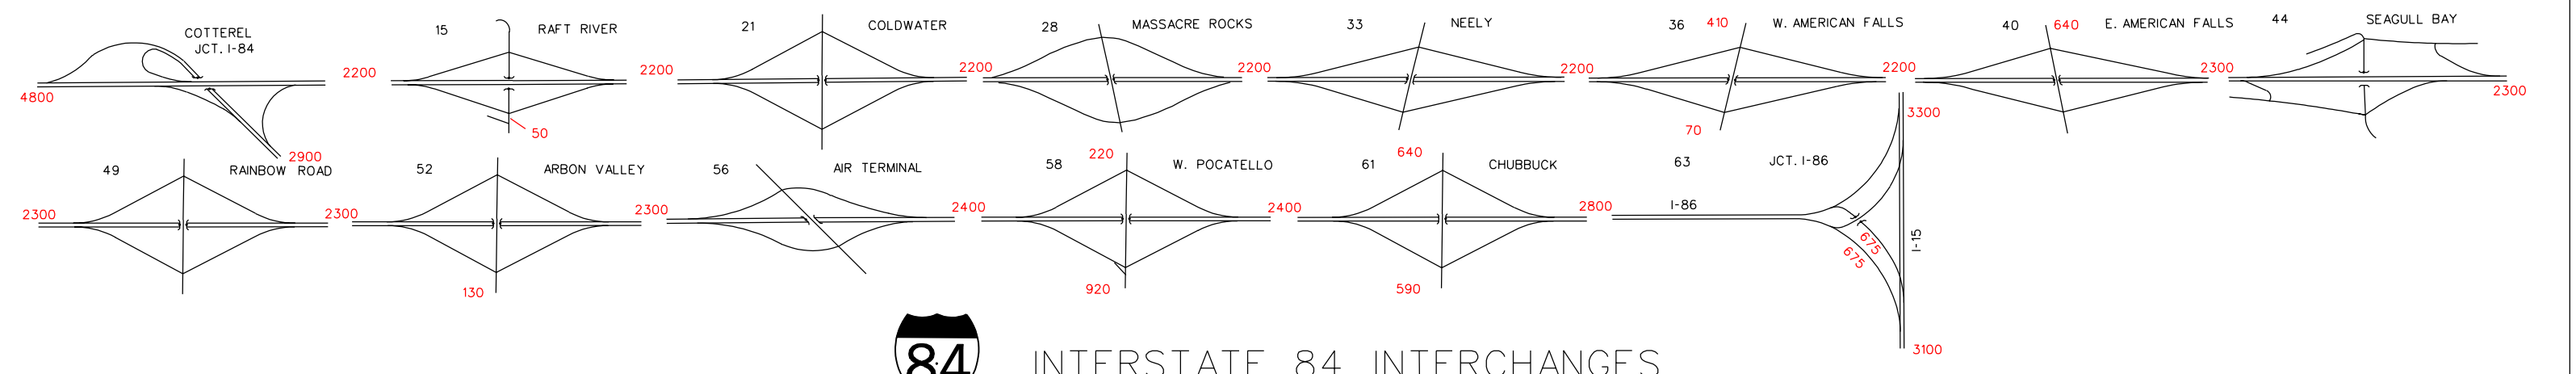 COTTEREL
JCT. I-84
4800
2900
2200
15 RAFT RIVER
50
2200
21 COLDWATER
2200
28 MASSACRE ROCKS
2200
33 NEELY
2200
36 410 W. AMERICAN FALLS
70
2200
3300
40 640 E. AMERICAN FALLS
2300
44 SEAGULL BAY
2300
49 RAINBOW ROAD
2300
2300
52 ARBON VALLEY
130
2300
56 AIR TERMINAL
2400
58 220 W. POCATELLO
920
2400
61 640 CHUBBUCK
590
2800
63 JCT. I-86
I-86
675
675
I-15
3100
84
INTERSTATE 84 INTERCHANGES